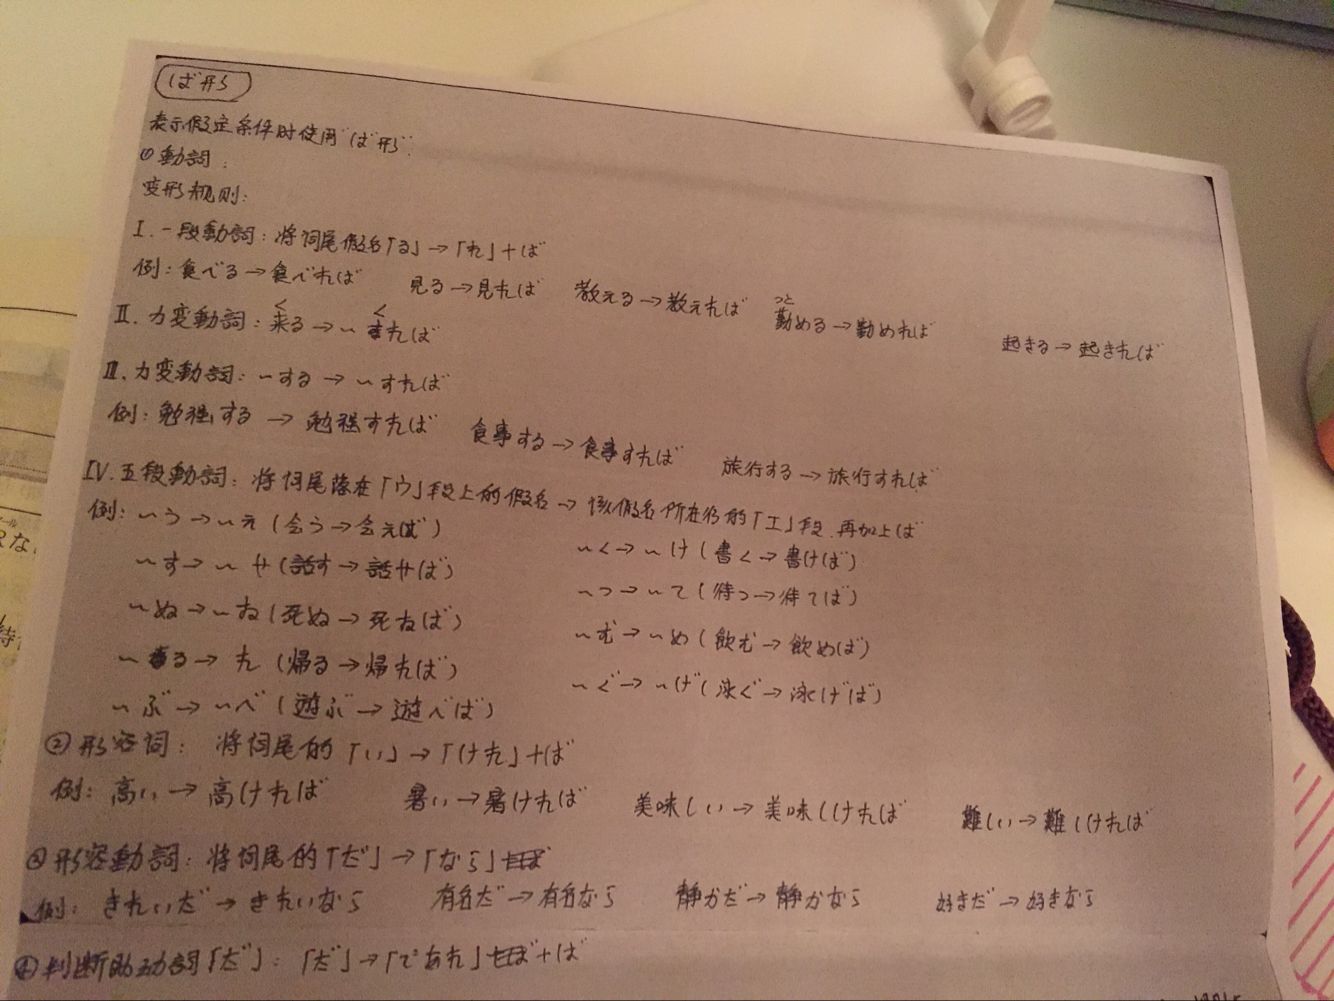 ば形
表示假定条件时使用"ば形".
①動詞:
变形规则:
Ⅰ.一段動詞:将词尾假名「る」→「れ」+ば
例:食べる→食べれば 見る→見れば 教える→教えれば 勤める→勤めれば 起きる→起きれば
つと
Ⅱ.カ変動詞:来る→~来れば
く く
Ⅲ.カ変動詞:~する→~すれば
例:勉强する→勉强すれば 食事する→食事すれば 旅行する→旅行すれば
Ⅳ.五段動詞:将词尾落在「ウ」段上的假名→该假名所在行的「エ」段.再加上ば
例:~う→~え(会う→会えば) ~く→~け(書く→書けば)
~す→~せ(話す→話せば) ~つ→~て(待つ→待てば)
~ぬ→~ね(死ぬ→死ねば) ~む→~め(飲む→飲めば)
~る→れ(帰る→帰れば) ~ぐ→~げ(泳ぐ→泳げば)
~ぶ→~べ(遊ぶ→遊べば)
②形容词:将词尾的「い」→「けれ」+ば
例:高い→高ければ 暑い→暑ければ 美味しい→美味しければ 難しい→難しければ
③形容動詞:将词尾的「だ」→「なら」+ば
例:きれいだ→きれいなら 有名だ→有名なら 静かだ→静かなら 好きだ→好きなら
④判断助动詞「だ」:「だ」→「であれ」+ば+ば